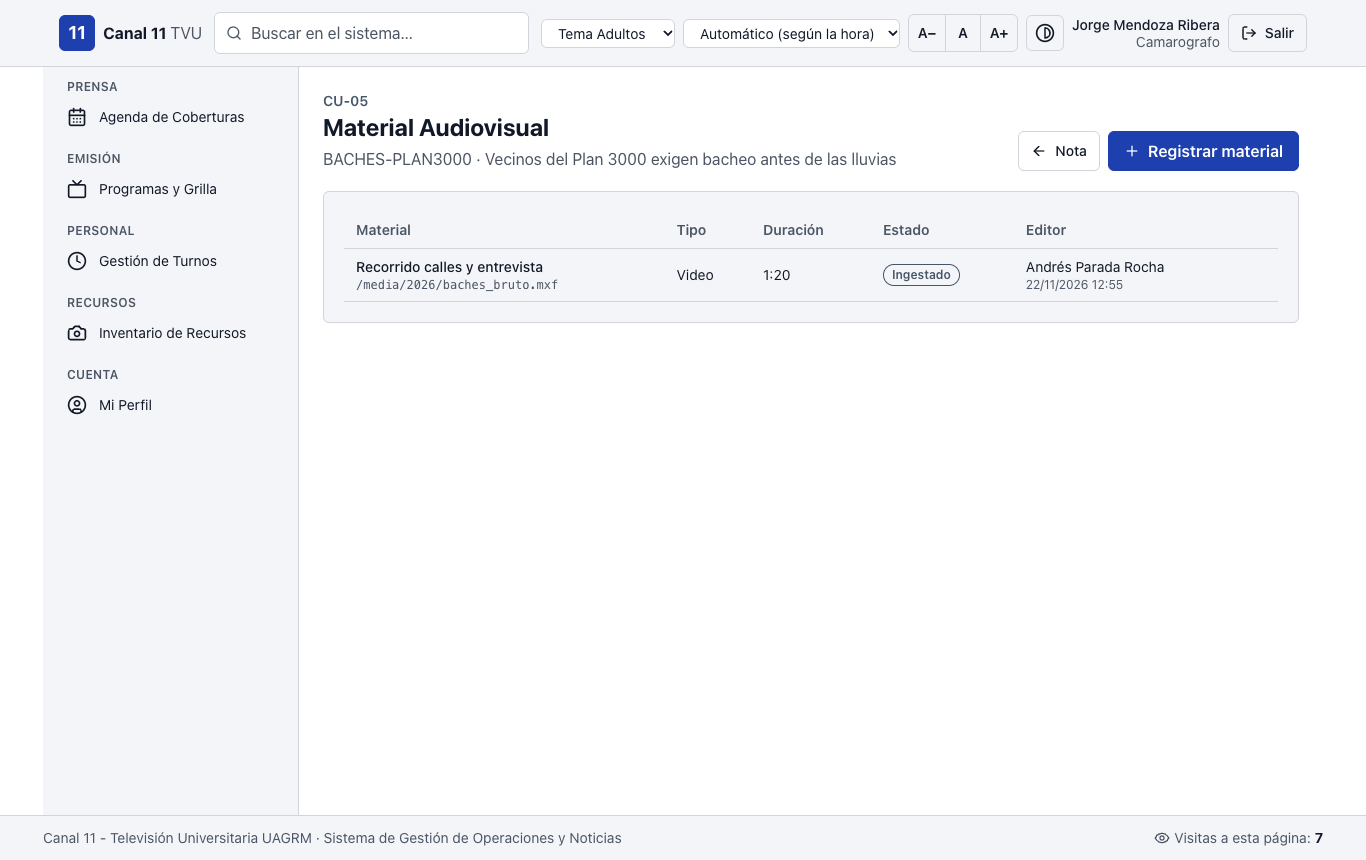 11 Canal 11 TVU
Buscar en el sistema...
Tema Adultos
Automático (según la hora)
A− A A+
Jorge Mendoza Ribera
Camarografo
Salir
PRENSA
Agenda de Coberturas
EMISIÓN
Programas y Grilla
PERSONAL
Gestión de Turnos
RECURSOS
Inventario de Recursos
CUENTA
Mi Perfil
CU-05
Material Audiovisual
BACHES-PLAN3000 · Vecinos del Plan 3000 exigen bacheo antes de las lluvias
Nota
Registrar material
Material Tipo Duración Estado Editor
Recorrido calles y entrevista Video 1:20 Ingestado Andrés Parada Rocha
/media/2026/baches_bruto.mxf 22/11/2026 12:55
Canal 11 - Televisión Universitaria UAGRM · Sistema de Gestión de Operaciones y Noticias
Visitas a esta página: 7